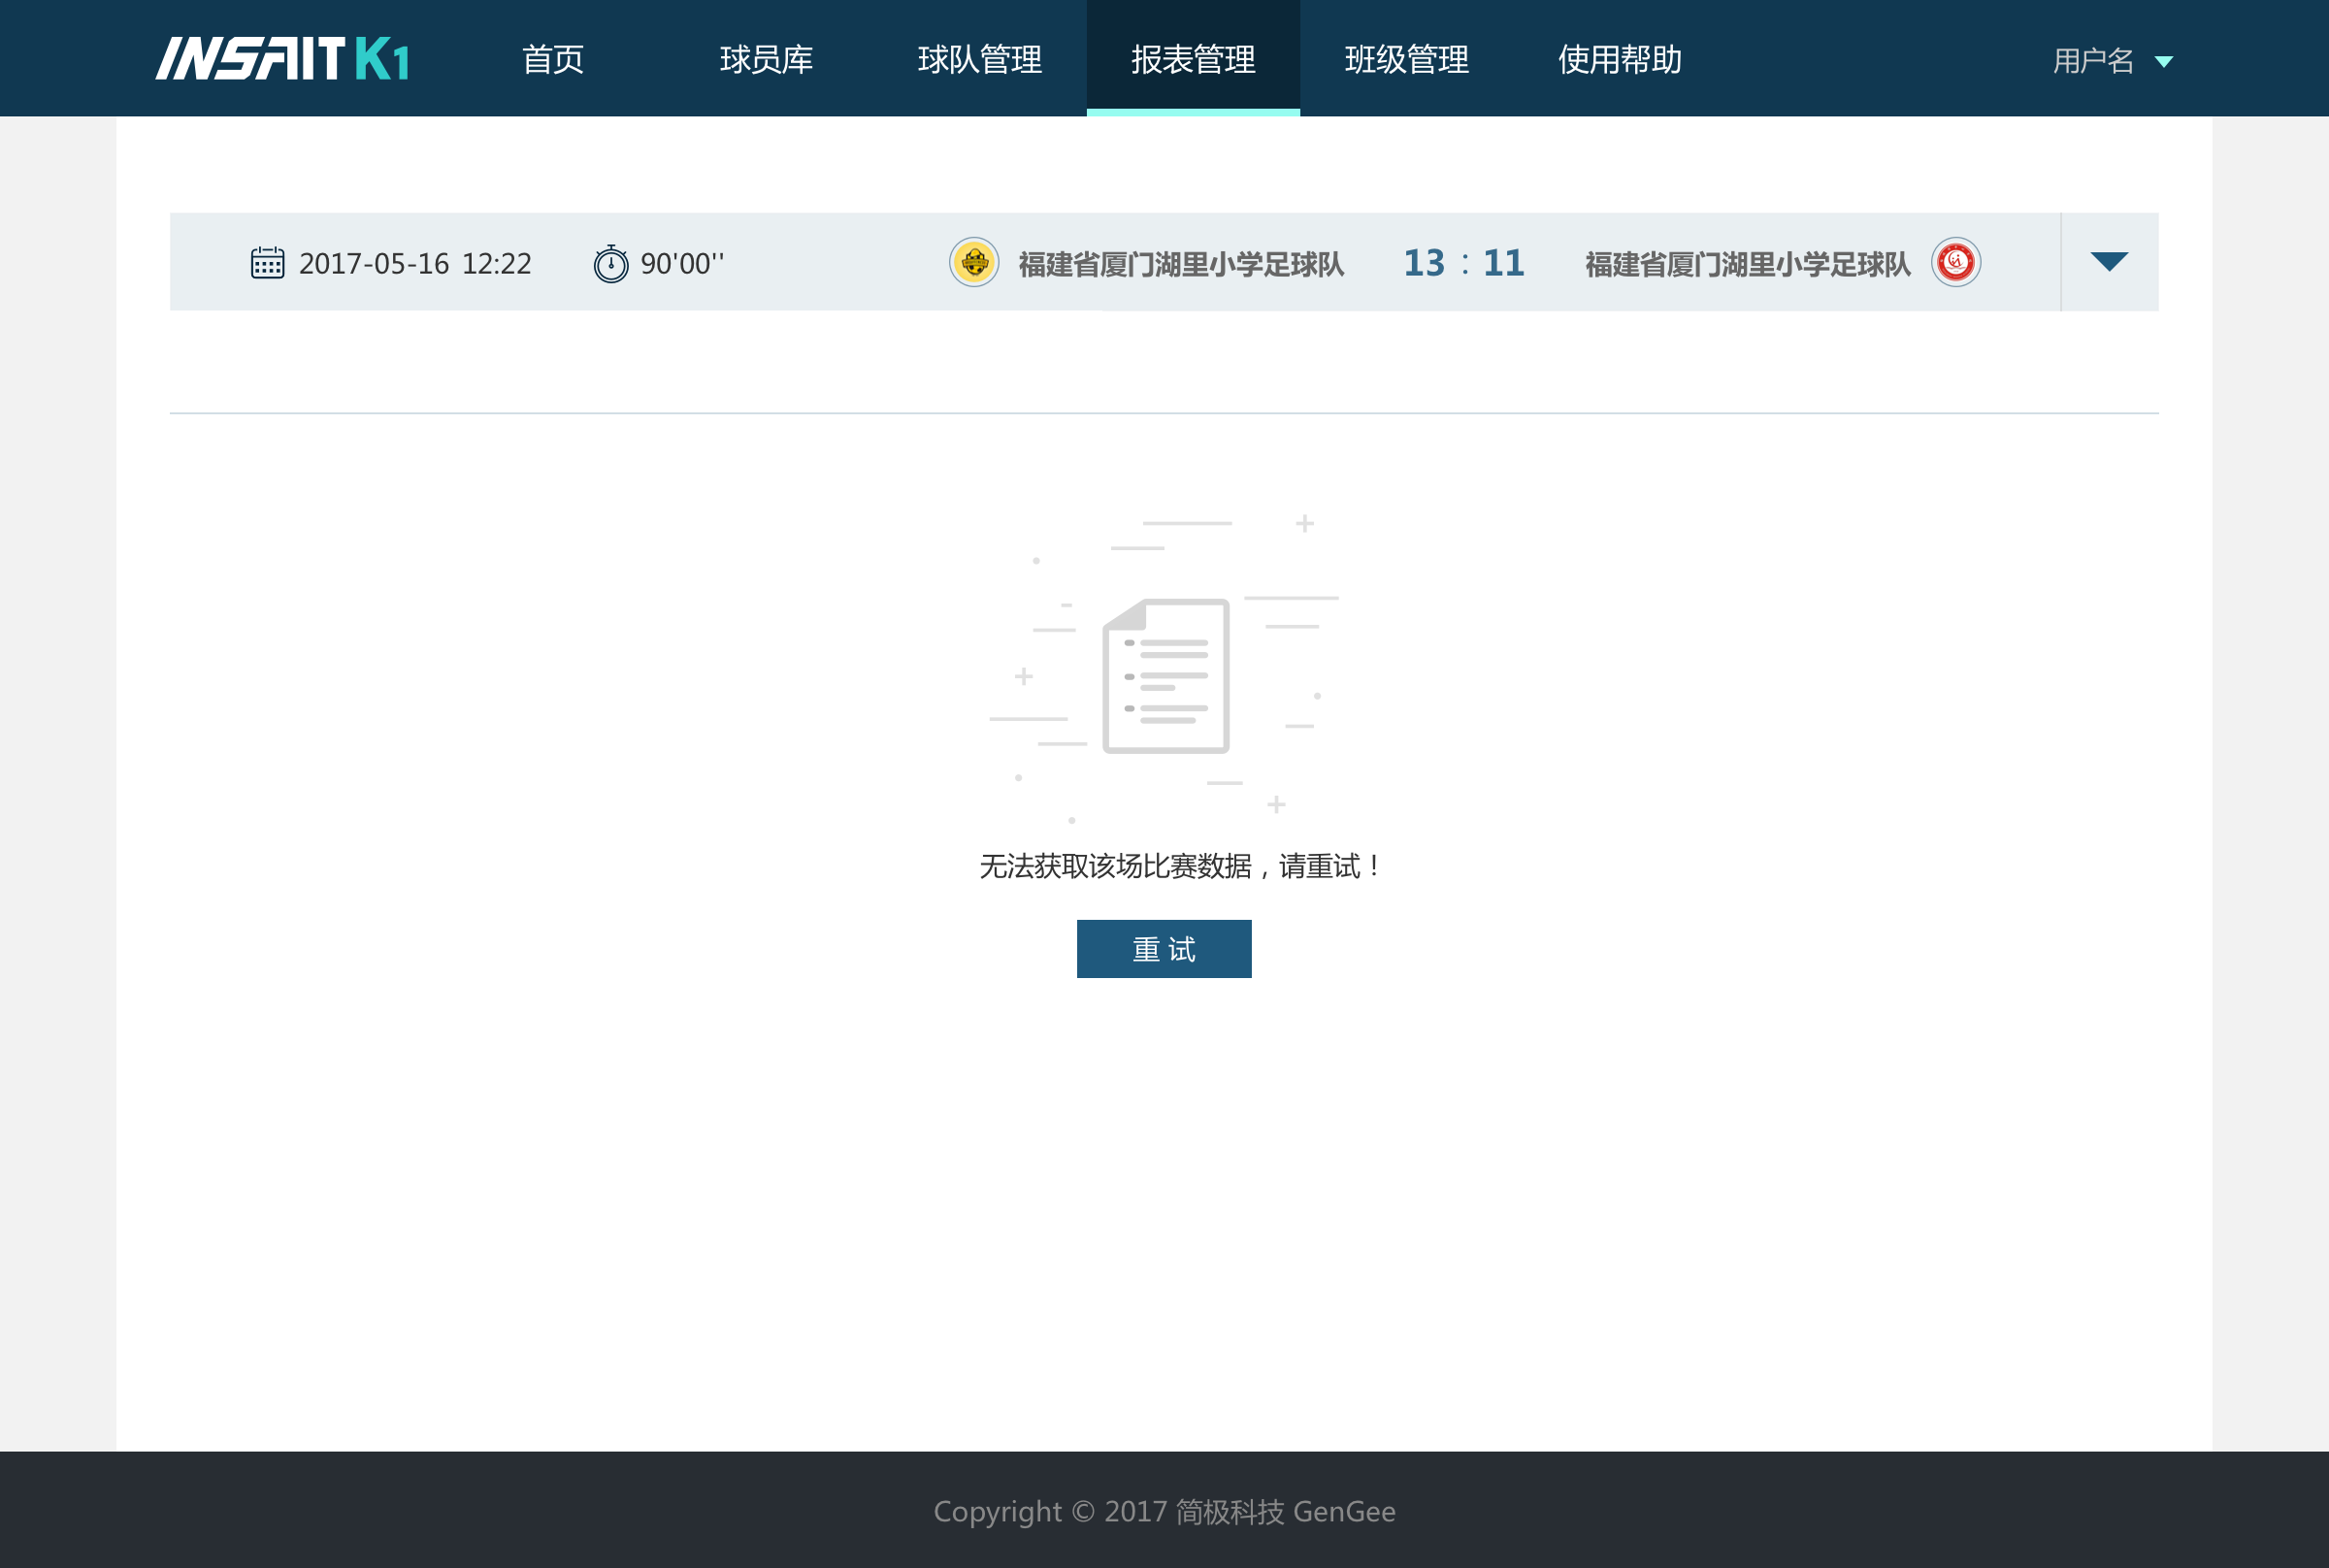 INSAIT K1 首页 球员库 球队管理 报表管理 班级管理 使用帮助 用户名
2017-05-16 12:22 90'00'' 福建省厦门湖里小学足球队 13 : 11 福建省厦门湖里小学足球队
无法获取该场比赛数据，请重试！
重试
Copyright © 2017 简极科技 GenGee